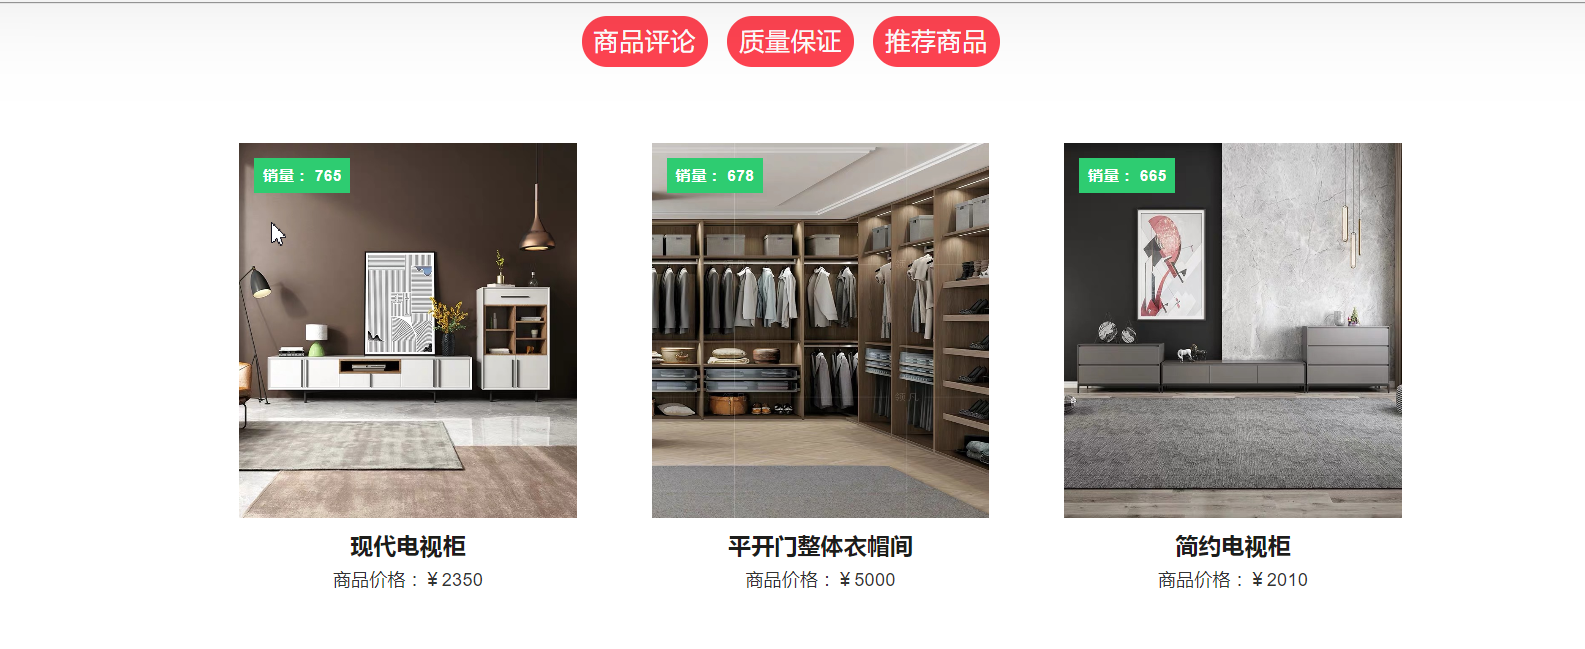 商品评论
质量保证
推荐商品
销量： 765
销量： 678
销量： 665
现代电视柜
平开门整体衣帽间
简约电视柜
商品价格：￥2350
商品价格：￥5000
商品价格：￥2010